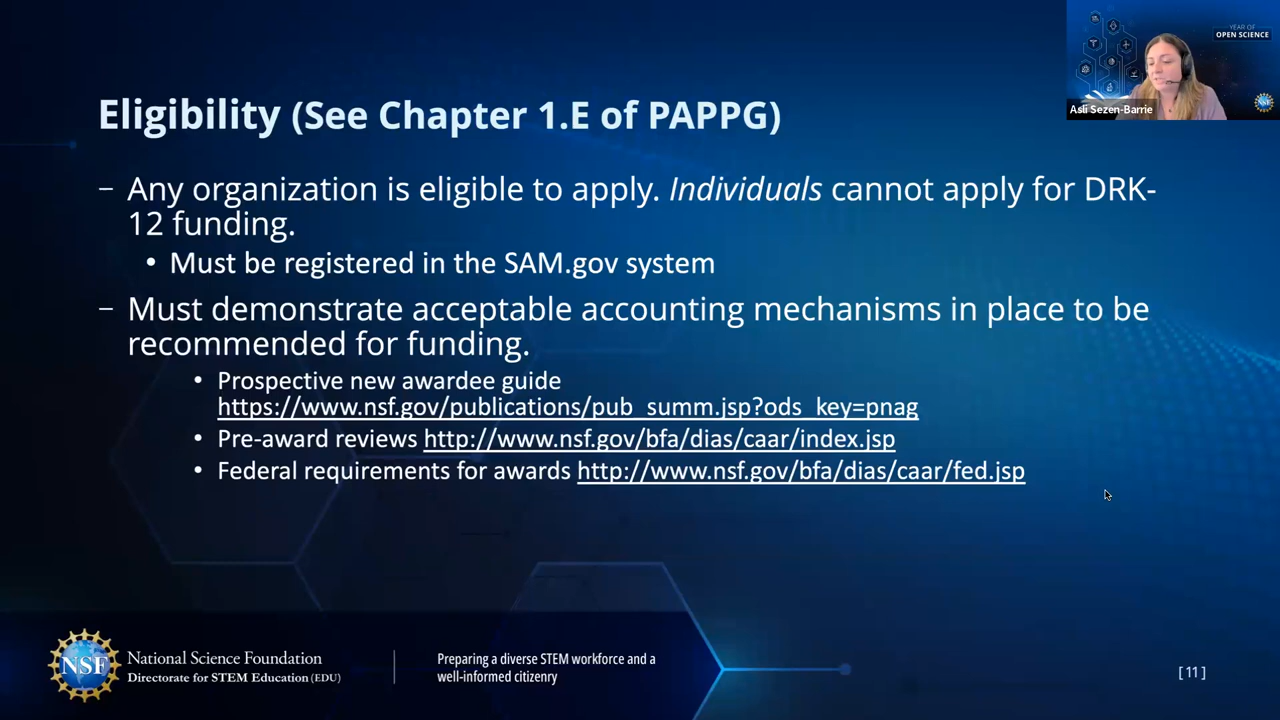 YEAR OF
OPEN SCIENCE
Asli Sezen-Barrie
Eligibility (See Chapter 1.E of PAPPG)
– Any organization is eligible to apply. Individuals cannot apply for DRK-
12 funding.
• Must be registered in the SAM.gov system
– Must demonstrate acceptable accounting mechanisms in place to be
recommended for funding.
• Prospective new awardee guide
https://www.nsf.gov/publications/pub_summ.jsp?ods_key=pnag
• Pre-award reviews http://www.nsf.gov/bfa/dias/caar/index.jsp
• Federal requirements for awards http://www.nsf.gov/bfa/dias/caar/fed.jsp
NSF
National Science Foundation
Directorate for STEM Education (EDU)
Preparing a diverse STEM workforce and a
well-informed citizenry
[ 11 ]